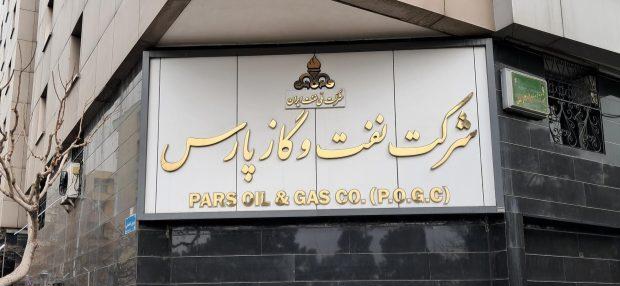 شرکت ملی نفت ایران
شرکت نفت و گاز پارس
PARS OIL & GAS CO. (P.O.G.C)